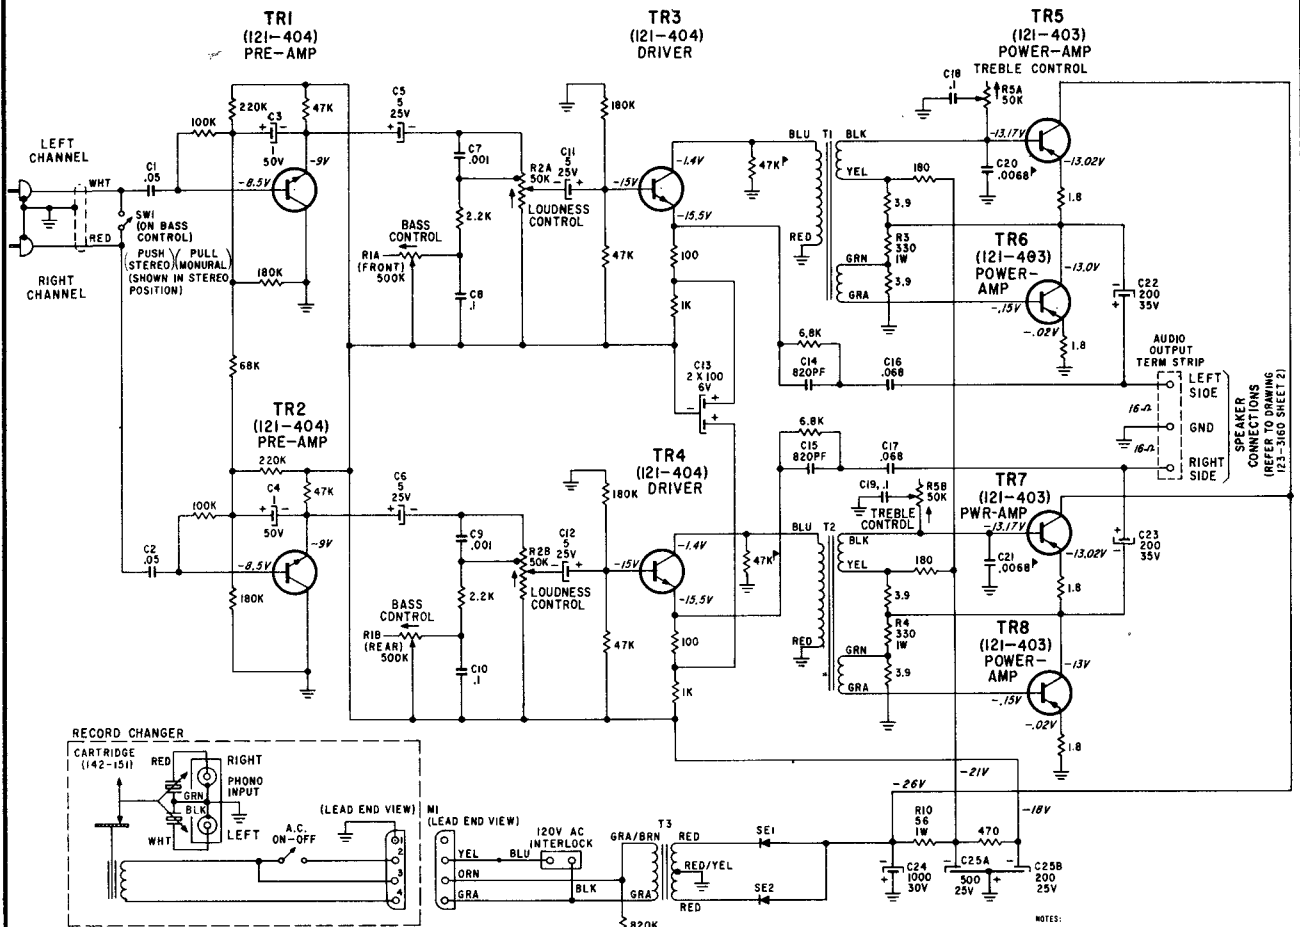 TR1
(121-404)
PRE-AMP
TR3
(121-404)
DRIVER
TR5
(121-403)
POWER-AMP
TREBLE CONTROL
C18
.1
R5A
50K
220K
47K
C3
1
50V
100K
C5
5
25V
180K
BLU
T1
BLK
-13.17V
-13.02V
LEFT
CHANNEL
C1
.05
WHT
-9V
-8.5V
C7
.001
R2A
50K
C11
5
25V
-15V
-1.4V
47K
YEL
180
C20
.0068
1.8
LOUDNESS
CONTROL
SW1
(ON BASS
CONTROL)
RED
PUSH
(STEREO)
PULL
(MONURAL)
(SHOWN IN STEREO
POSITION)
RIGHT
CHANNEL
180K
BASS
CONTROL
R1A
(FRONT)
500K
2.2K
C8
.1
47K
-15.5V
100
1K
RED
3.9
R3
330
1W
GRN
3.9
GRA
TR6
(121-403)
POWER-
AMP
-13.0V
-.15V
-.02V
1.8
C22
200
35V
6.8K
C14
820PF
C16
.068
AUDIO
OUTPUT
TERM STRIP
LEFT
SIDE
16Ω
GND
16Ω
RIGHT
SIDE
SPEAKER
CONNECTIONS
(REFER TO DRAWING
123-3160 SHEET 2)
68K
C13
2 X 100
6V
TR2
(121-404)
PRE-AMP
220K
C4
1
50V
47K
100K
C6
5
25V
TR4
(121-404)
DRIVER
180K
6.8K
C15
820PF
C17
.068
C19, .1
R5B
50K
TREBLE
CONTROL
TR7
(121-403)
PWR-AMP
-13.17V
-13.02V
C2
.05
-9V
-8.5V
180K
C9
.001
R2B
50K
C12
5
25V
-15V
-1.4V
47K
BLU
T2
BLK
YEL
180
C21
.0068
1.8
C23
200
35V
LOUDNESS
CONTROL
BASS
CONTROL
R1B
(REAR)
500K
2.2K
C10
.1
47K
-15.5V
100
1K
RED
3.9
R4
330
1W
GRN
3.9
GRA
TR8
(121-403)
POWER-
AMP
-13V
-.15V
-.02V
1.8
RECORD CHANGER
CARTRIDGE
(142-151)
RED
RIGHT
PHONO
INPUT
GRN
BLK
WHT
LEFT
A.C.
ON-OFF
(LEAD END VIEW)
1
2
3
4
M1
(LEAD END VIEW)
YEL
BLU
ORN
GRA
120V AC
INTERLOCK
BLK
GRA/BRN
T3
RED
RED/YEL
GRA
RED
820K
SE1
SE2
-26V
R10
56
1W
-21V
470
-18V
C24
1000
30V
C25A
500
25V
C25B
200
25V
NOTES: